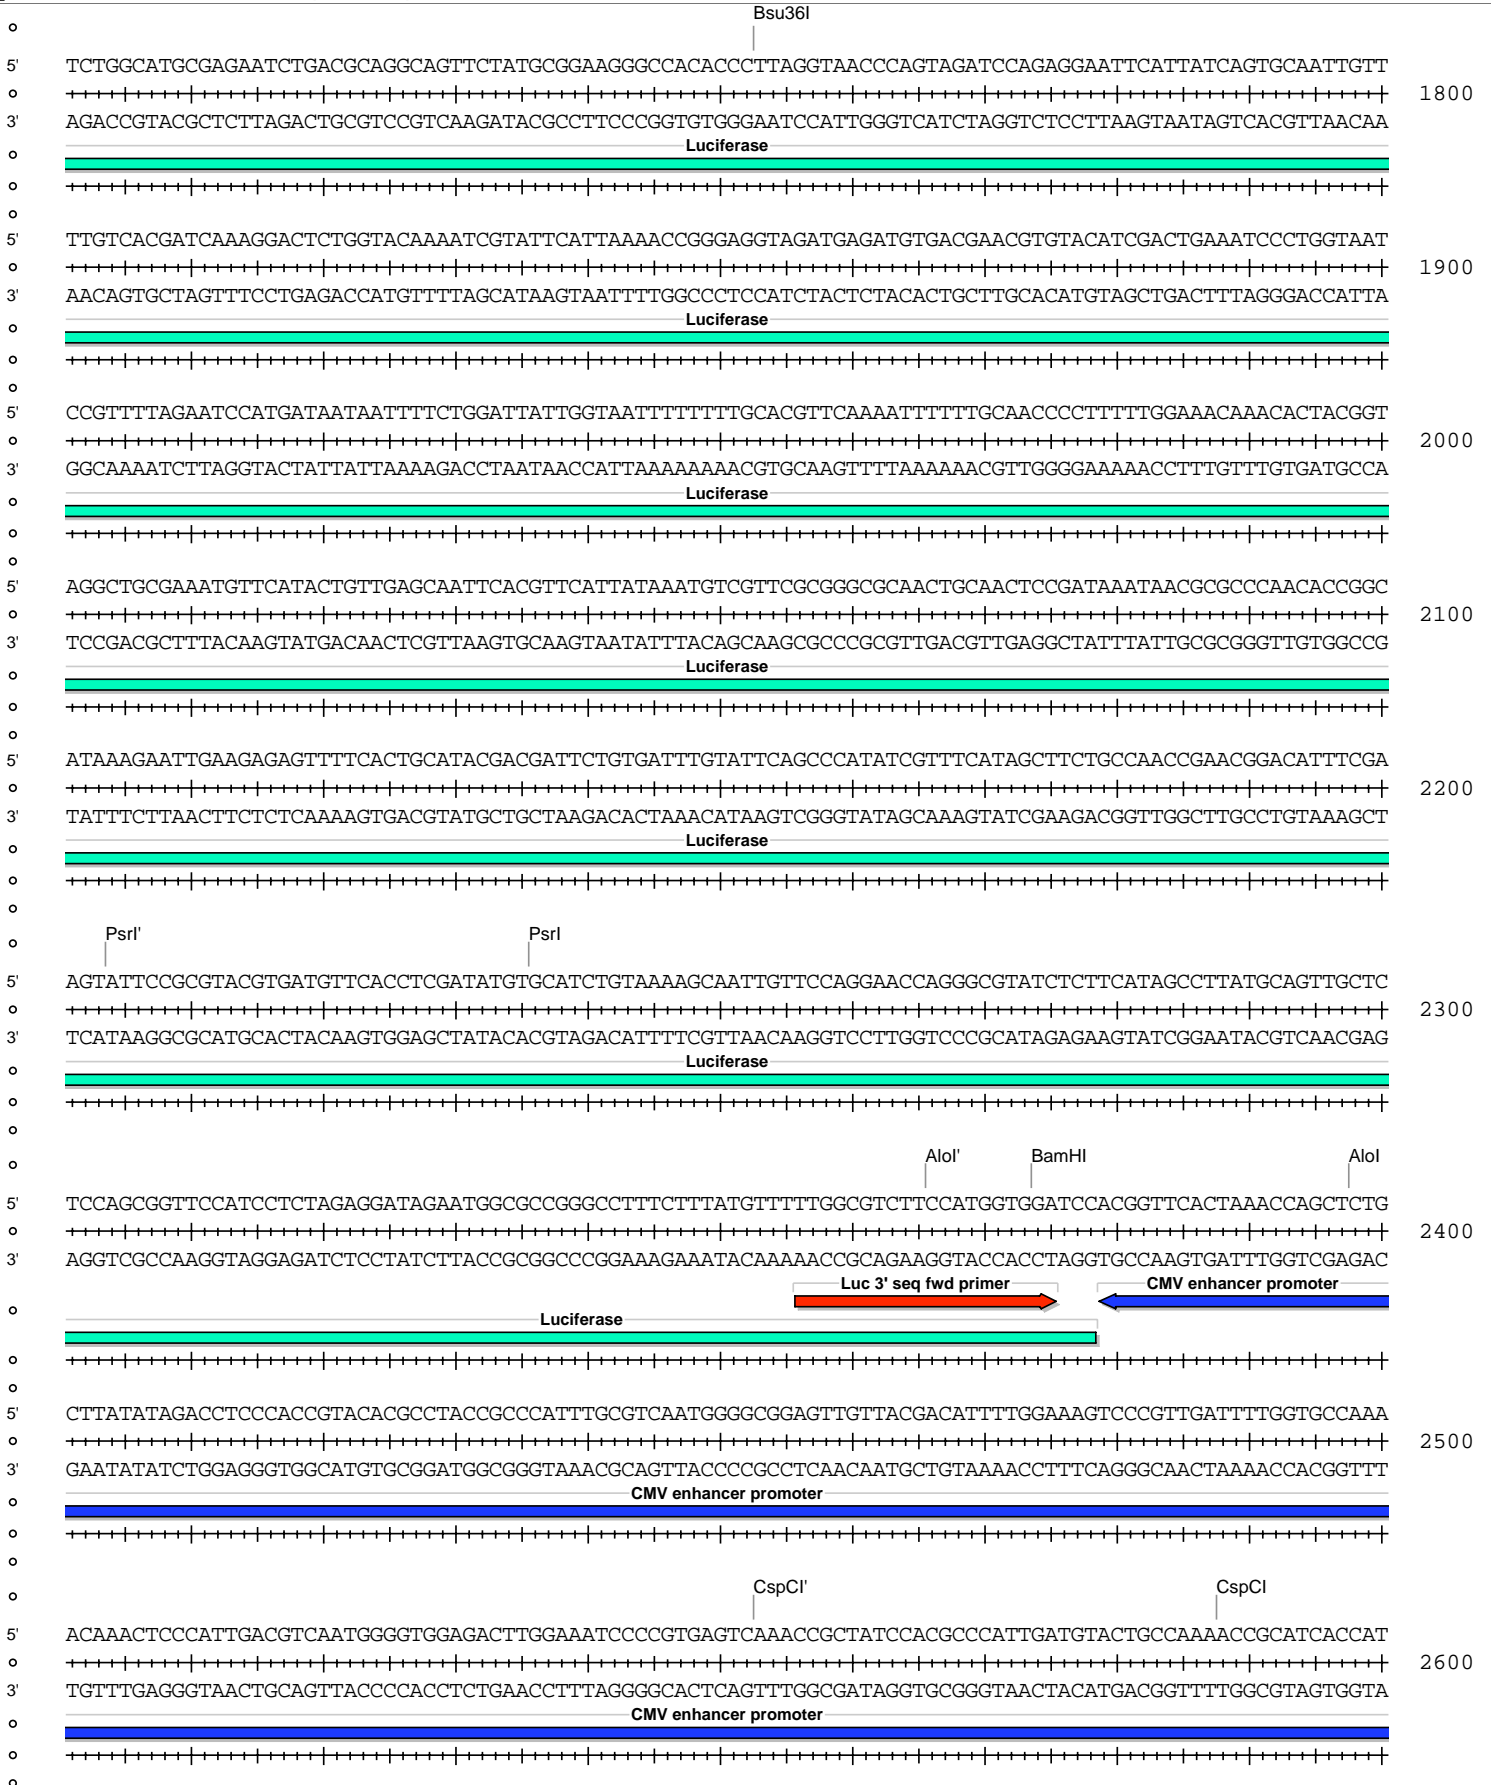 Bsu36I
5' TCTGGCATGCGAGAATCTGACGCAGGCAGTTCTATGCGGAAGGGCCACACCCTTAGGTAACCCAGTAGATCCAGAGGAATTCATTATCAGTGCAATTGTT
1800
3' AGACCGTACGCTCTTAGACTGCGTCCGTCAAGATACGCCTTCCCGGTGTGGGAATCCATTGGGTCATCTAGGTCTCCTTAAGTAATAGTCACGTTAACAA
Luciferase
5' TTGTCACGATCAAAGGACTCTGGTACAAAATCGTATTCATTAAAACCGGGAGGTAGATGAGATGTGACGAACGTGTACATCGACTGAAATCCCTGGTAAT
1900
3' AACAGTGCTAGTTTCCTGAGACCATGTTTTAGCATAAGTAATTTTGGCCCTCCATCTACTCTACACTGCTTGCACATGTAGCTGACTTTAGGGACCATTA
Luciferase
5' CCGTTTTAGAATCCATGATAATAATTTTCTGGATTATTGGTAATTTTTTTTGCACGTTCAAAATTTTTTGCAACCCCTTTTTGGAAACAAACACTACGGT
2000
3' GGCAAAATCTTAGGTACTATTATTAAAAGACCTAATAACCATTAAAAAAAACGTGCAAGTTTTAAAAAACGTTGGGGAAAAACCTTTGTTTGTGATGCCA
Luciferase
5' AGGCTGCGAAATGTTCATACTGTTGAGCAATTCACGTTCATTATAAATGTCGTTCGCGGGCGCAACTGCAACTCCGATAAATAACGCGCCCAACACCGGC
2100
3' TCCGACGCTTTACAAGTATGACAACTCGTTAAGTGCAAGTAATATTTACAGCAAGCGCCCGCGTTGACGTTGAGGCTATTTATTGCGCGGGTTGTGGCCG
Luciferase
5' ATAAAGAATTGAAGAGAGTTTTCACTGCATACGACGATTCTGTGATTTGTATTCAGCCCATATCGTTTCATAGCTTCTGCCAACCGAACGGACATTTCGA
2200
3' TATTTCTTAACTTCTCTCAAAAGTGACGTATGCTGCTAAGACACTAAACATAAGTCGGGTATAGCAAAGTATCGAAGACGGTTGGCTTGCCTGTAAAGCT
Luciferase
PsrI' PsrI
5' AGTATTCCGCGTACGTGATGTTCACCTCGATATGTGCATCTGTAAAAGCAATTGTTCCAGGAACCAGGGCGTATCTCTTCATAGCCTTATGCAGTTGCTC
2300
3' TCATAAGGCGCATGCACTACAAGTGGAGCTATACACGTAGACATTTTCGTTAACAAGGTCCTTGGTCCCGCATAGAGAAGTATCGGAATACGTCAACGAG
Luciferase
AloI' BamHI AloI
5' TCCAGCGGTTCCATCCTCTAGAGGATAGAATGGCGCCGGGCCTTTCTTTATGTTTTTGGCGTCTTCCATGGTGGATCCACGGTTCACTAAACCAGCTCTG
2400
3' AGGTCGCCAAGGTAGGAGATCTCCTATCTTACCGCGGCCCGGAAAGAAATACAAAAACCGCAGAAGGTACCACCTAGGTGCCAAGTGATTTGGTCGAGAC
Luc 3' seq fwd primer CMV enhancer promoter
Luciferase
5' CTTATATAGACCTCCCACCGTACACGCCTACCGCCCATTTGCGTCAATGGGGCGGAGTTGTTACGACATTTTGGAAAGTCCCGTTGATTTTGGTGCCAAA
2500
3' GAATATATCTGGAGGGTGGCATGTGCGGATGGCGGGTAAACGCAGTTACCCCGCCTCAACAATGCTGTAAAACCTTTCAGGGCAACTAAAACCACGGTTT
CMV enhancer promoter
CspCI' CspCI
5' ACAAACTCCCATTGACGTCAATGGGGTGGAGACTTGGAAATCCCCGTGAGTCAAACCGCTATCCACGCCCATTGATGTACTGCCAAAACCGCATCACCAT
2600
3' TGTTTGAGGGTAACTGCAGTTACCCCACCTCTGAACCTTTAGGGGCACTCAGTTTGGCGATAGGTGCGGGTAACTACATGACGGTTTTGGCGTAGTGGTA
CMV enhancer promoter